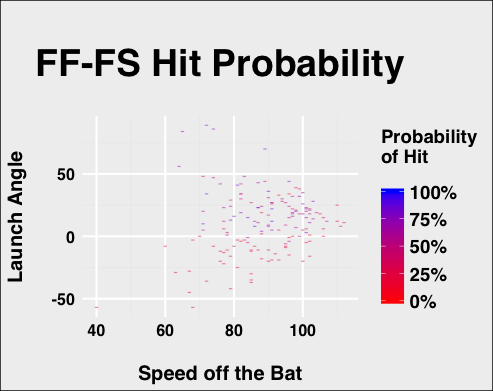 FF-FS Hit Probability
Launch Angle
50
0
-50
40 60 80 100
Speed off the Bat
Probability
of Hit
100%
75%
50%
25%
0%